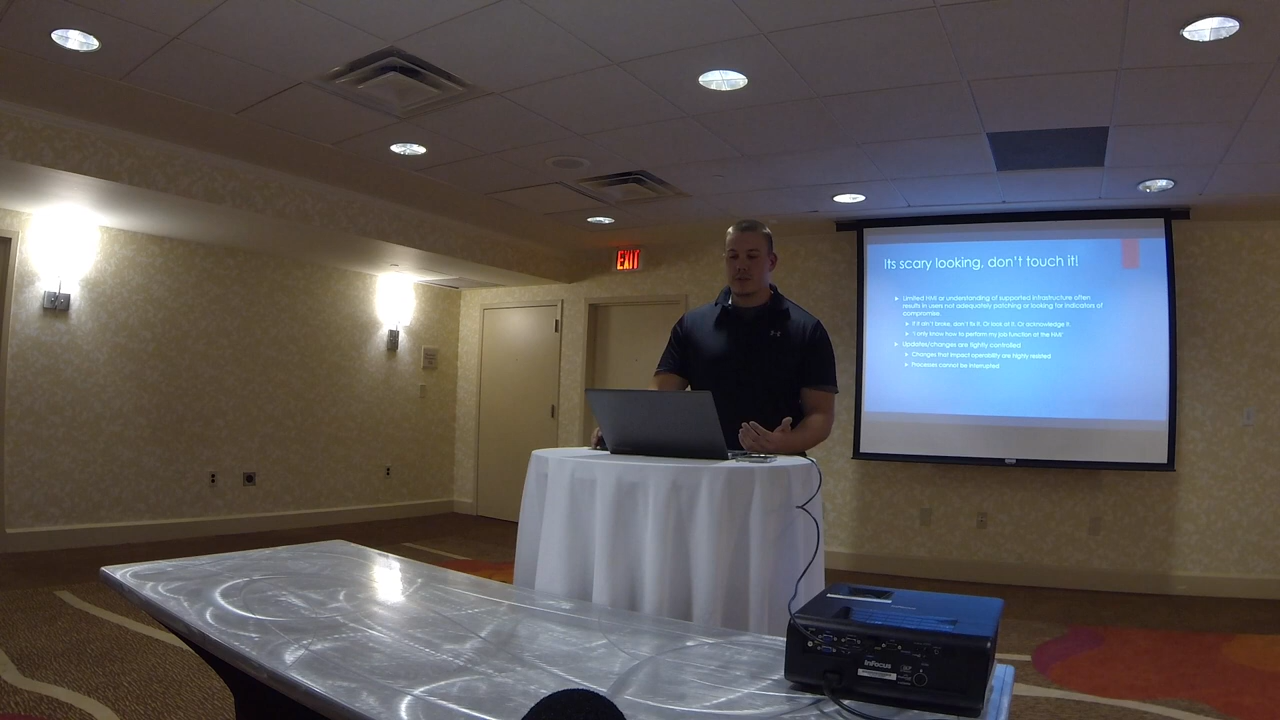 EXIT
Its scary looking, don't touch it!
Limited HMI or understanding of supported infrastructure often
results in users not adequately patching or looking for indicators of
compromise.
If it ain't broke, don't fix it. Or look at it. Or acknowledge it.
'I only know how to perform my job function at the HMI'
Updates/changes are tightly controlled
Changes that impact operability are highly resisted
Processes cannot be interrupted
InFocus